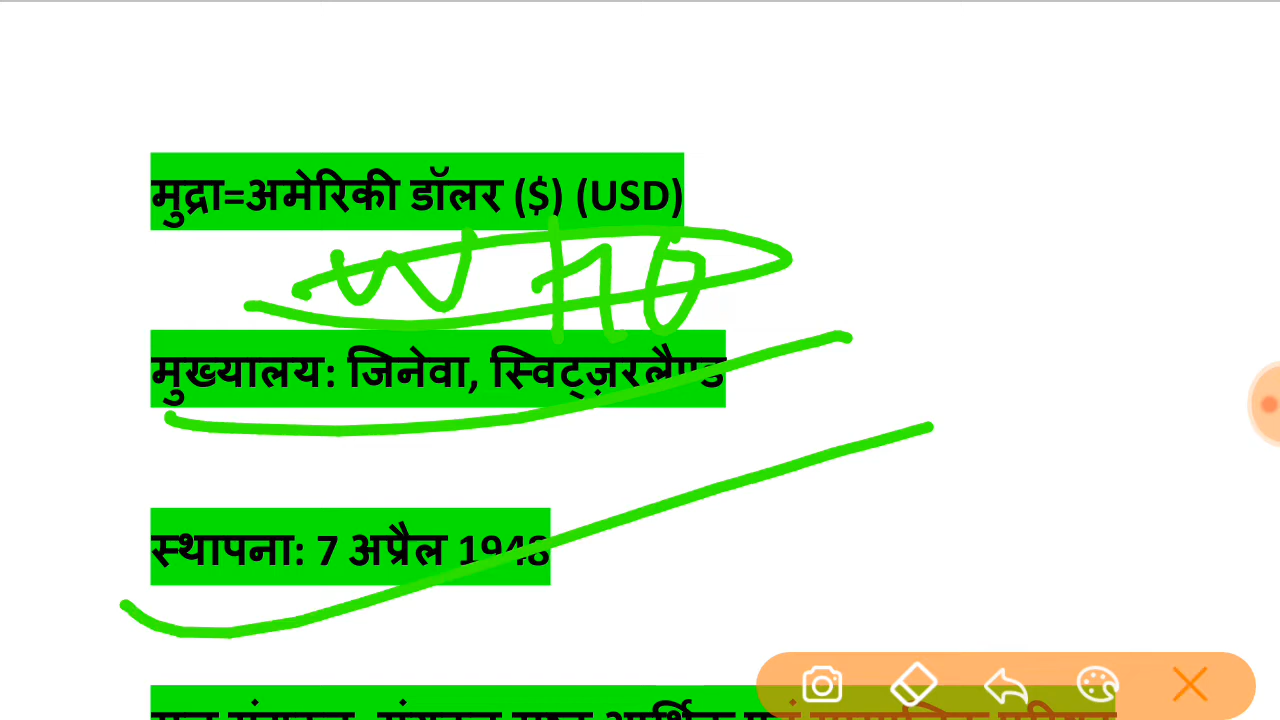 मुद्रा=अमेरिकी डॉलर ($) (USD)
WHO
मुख्यालय: जिनेवा, स्विट्ज़रलैण्ड
स्थापना: 7 अप्रैल 1948